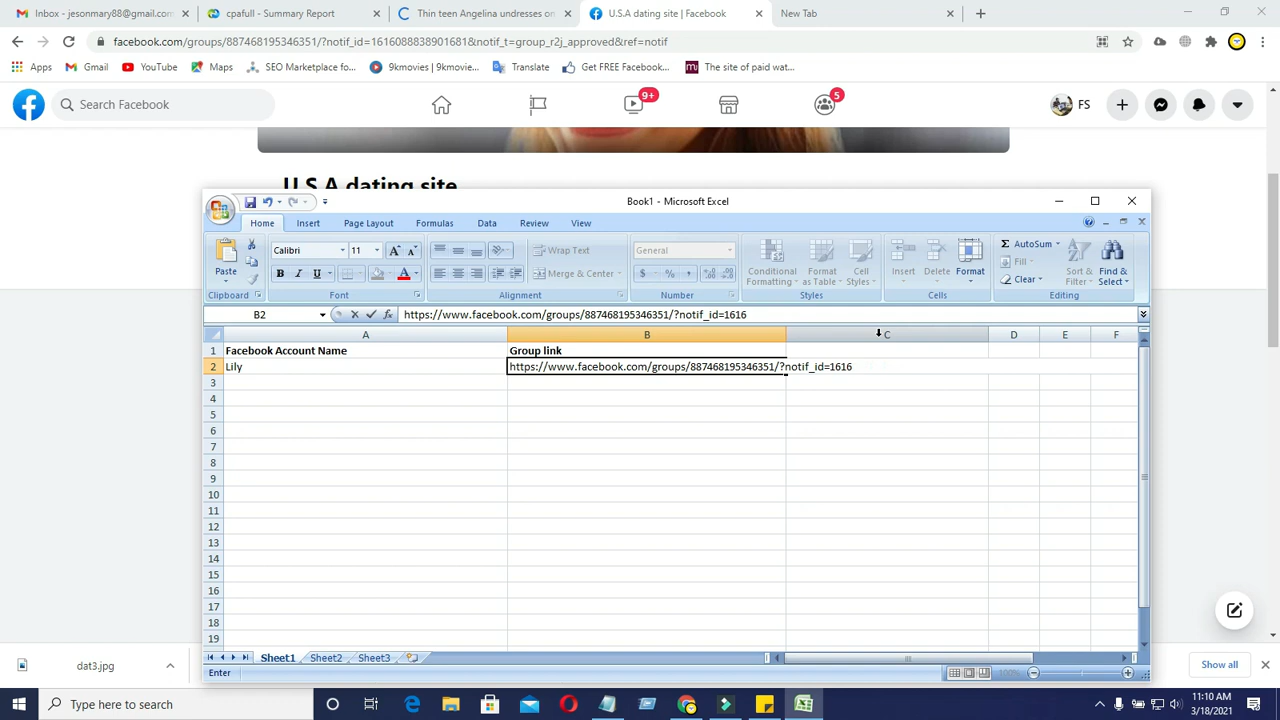 Inbox - jesonmary88@gmail.com
cpafull - Summary Report
Thin teen Angelina undresses on
U.S.A dating site | Facebook
New Tab
facebook.com/groups/887468195346351/?notif_id=1616088838901681&notif_t=group_r2j_approved&ref=notif
Apps
Gmail
YouTube
Maps
SEO Marketplace fo...
9kmovies | 9kmovie...
Translate
Get FREE Facebook...
The site of paid wat...
Search Facebook
9+
5
FS
U.S.A dating site
Book1 - Microsoft Excel
Home Insert Page Layout Formulas Data Review View
Calibri 11
Wrap Text
General
AutoSum
Fill
Clear
Paste
Merge & Center
Conditional Formatting
Format as Table
Cell Styles
Insert
Delete
Format
Sort & Filter
Find & Select
Clipboard Font Alignment Number Styles Cells Editing
B2
https://www.facebook.com/groups/887468195346351/?notif_id=1616
A B C D E F
1 Facebook Account Name Group link
2 Lily https://www.facebook.com/groups/887468195346351/?notif_id=1616
3
4
5
6
7
8
9
10
11
12
13
14
15
16
17
18
19
Sheet1 Sheet2 Sheet3
Enter
100%
dat3.jpg
Show all
Type here to search
11:10 AM
3/18/2021